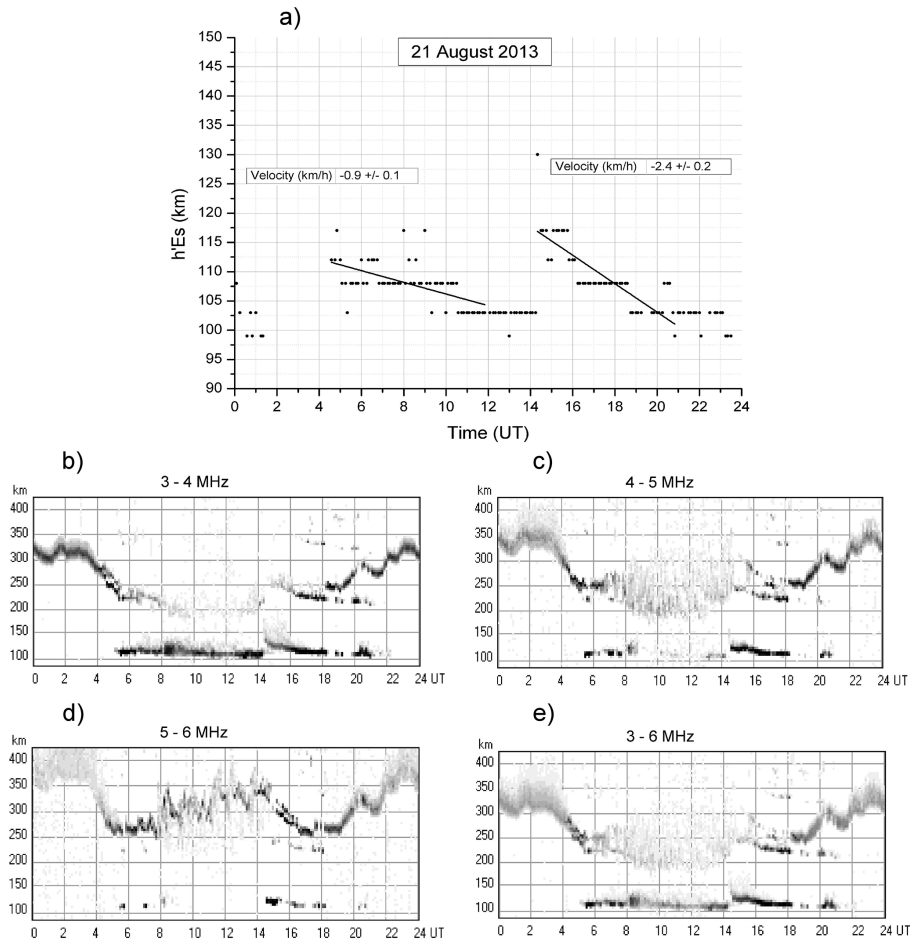 a)
21 August 2013
150
145
140
135
130
125
120
115
110
105
100
95
90
h'Es (km)
Velocity (km/h) -0.9 +/- 0.1
Velocity (km/h) -2.4 +/- 0.2
0 2 4 6 8 10 12 14 16 18 20 22 24
Time (UT)
b)
3 - 4 MHz
km
400
350
300
250
200
150
100
0 2 4 6 8 10 12 14 16 18 20 22 24 UT
c)
4 - 5 MHz
km
400
350
300
250
200
150
100
0 2 4 6 8 10 12 14 16 18 20 22 24 UT
d)
5 - 6 MHz
km
400
350
300
250
200
150
100
0 2 4 6 8 10 12 14 16 18 20 22 24 UT
e)
3 - 6 MHz
km
400
350
300
250
200
150
100
0 2 4 6 8 10 12 14 16 18 20 22 24 UT